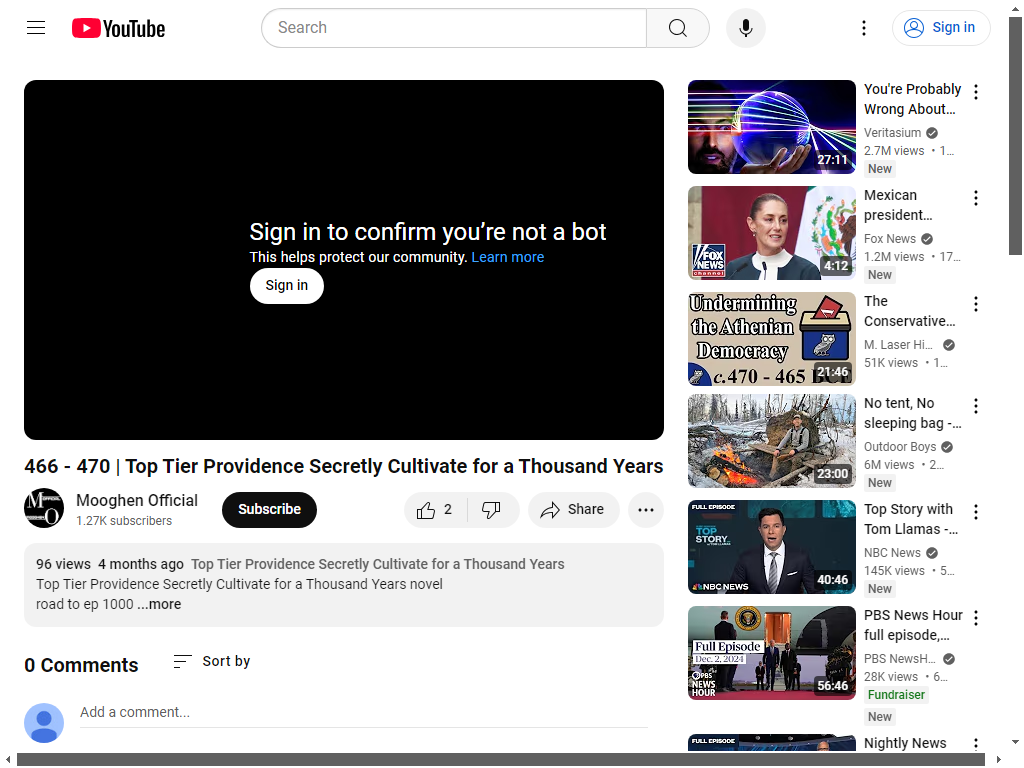 YouTube
Search
Sign in
Sign in to confirm you're not a bot
This helps protect our community. Learn more
Sign in
466 - 470 | Top Tier Providence Secretly Cultivate for a Thousand Years
Mooghen Official
1.27K subscribers
Subscribe
2
Share
96 views 4 months ago Top Tier Providence Secretly Cultivate for a Thousand Years
Top Tier Providence Secretly Cultivate for a Thousand Years novel
road to ep 1000 ...more
0 Comments
Sort by
Add a comment...
27:11
You're Probably
Wrong About...
Veritasium
2.7M views • 1...
New
FOX
NEWS
channel
4:12
Mexican
president...
Fox News
1.2M views • 17...
New
Undermining
the Athenian
Democracy
c.470 - 465 BCE
21:46
The
Conservative...
M. Laser Hi...
51K views • 1...
23:00
No tent, No
sleeping bag -...
Outdoor Boys
6M views • 2...
New
FULL EPISODE
TOP
STORY
NBC NEWS
40:46
Top Story with
Tom Llamas -...
NBC News
145K views • 5...
New
Full Episode
Dec. 2, 2024
PBS
NEWS
HOUR
56:46
PBS News Hour
full episode,...
PBS NewsH...
28K views • 6...
Fundraiser
New
FULL EPISODE
Nightly News